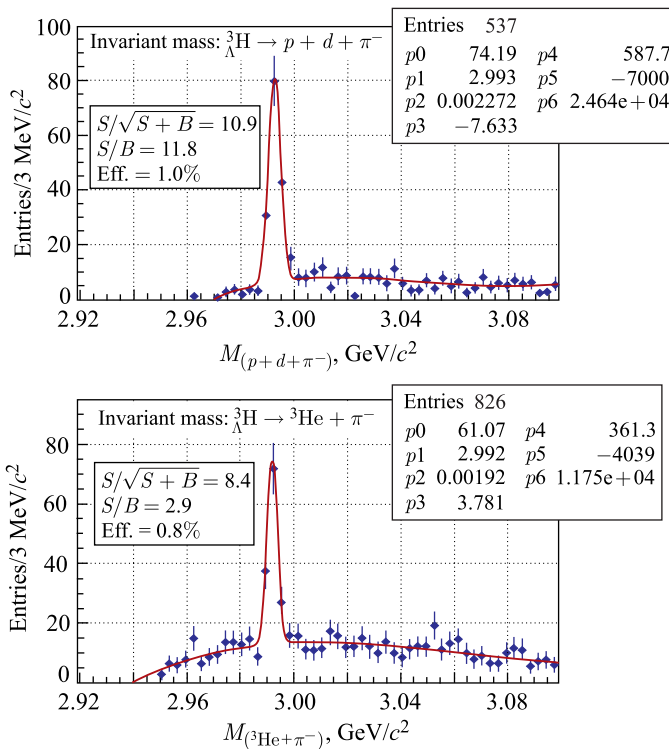 Invariant mass: ³ΛH → p + d + π⁻
Entries 537
p0 74.19 p4 587.7
p1 2.993 p5 −7000
p2 0.002272 p6 2.464e+04
p3 −7.633
S/√S + B = 10.9
S/B = 11.8
Eff. = 1.0%
Entries/3 MeV/c²
100
80
60
40
20
0
2.92 2.96 3.00 3.04 3.08
M(p + d + π⁻), GeV/c²
Invariant mass: ³ΛH → ³He + π⁻
Entries 826
p0 61.07 p4 361.3
p1 2.992 p5 −4039
p2 0.00192 p6 1.175e+04
p3 3.781
S/√S + B = 8.4
S/B = 2.9
Eff. = 0.8%
Entries/3 MeV/c²
80
60
40
20
0
2.92 2.96 3.00 3.04 3.08
M(³He+π⁻), GeV/c²